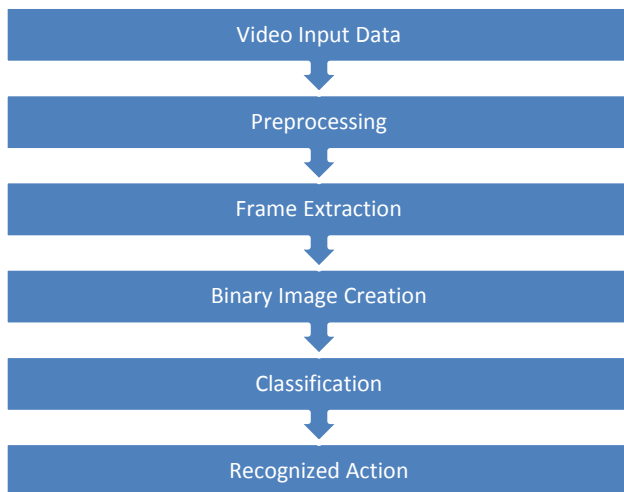 Video Input Data
Preprocessing
Frame Extraction
Binary Image Creation
Classification
Recognized Action